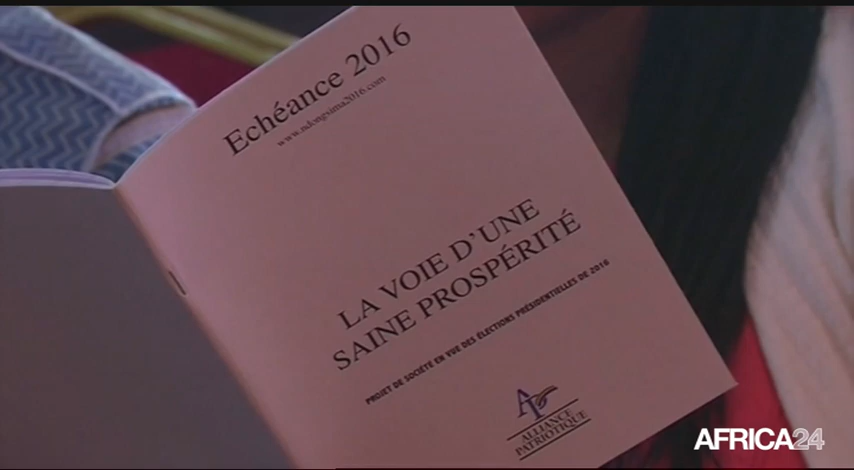 Echéance 2016
www.ndongsima2016.com
LA VOIE D'UNE
SAINE PROSPÉRITÉ
PROJET DE SOCIÉTÉ EN VUE DES ÉLECTIONS PRÉSIDENTIELLES DE 2016
ALLIANCE
PATRIOTIQUE
AFRICA24